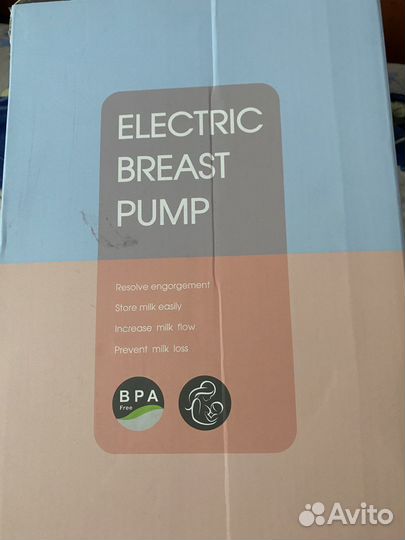 ELECTRIC
BREAST
PUMP
Resolve engorgement
Store milk easily
Increase milk flow
Prevent milk loss
BPA
Free
Avito